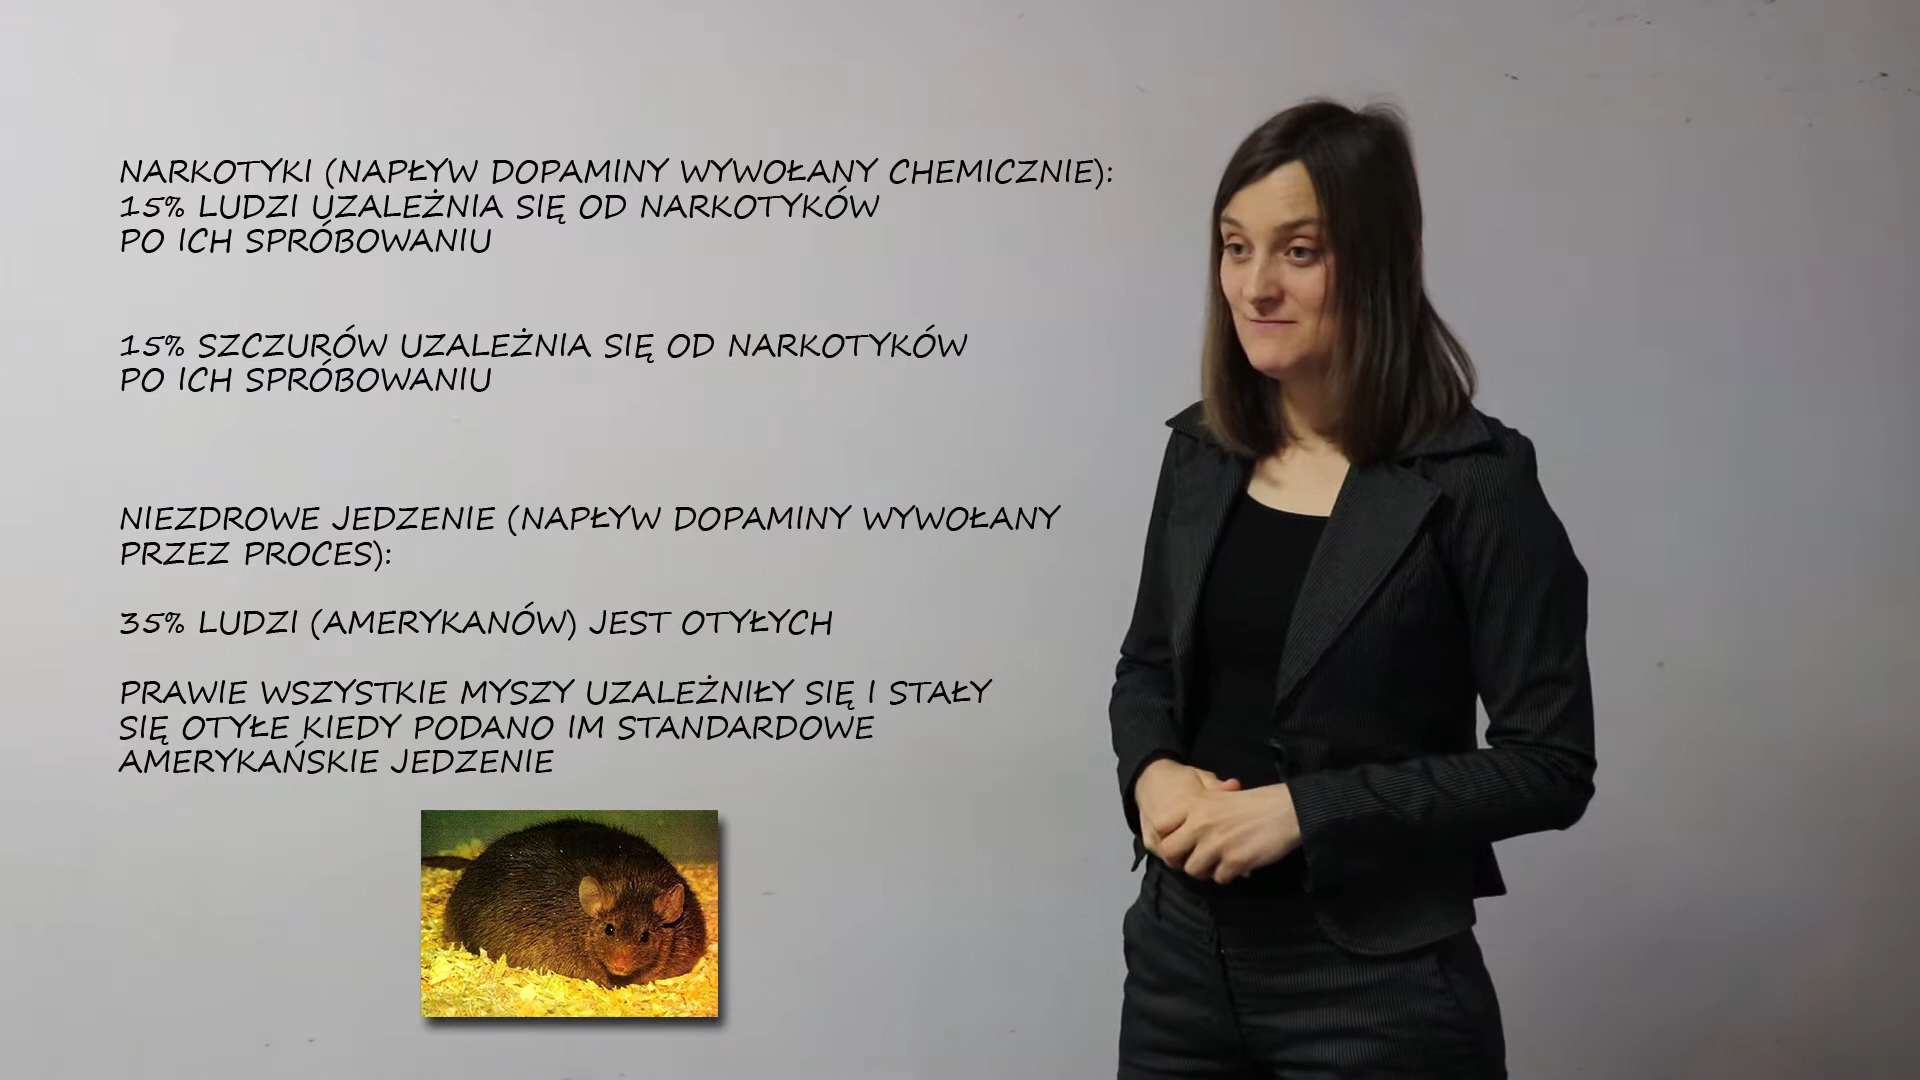 NARKOTYKI (NAPŁYW DOPAMINY WYWOŁANY CHEMICZNIE):
15% LUDZI UZALEŻNIA SIĘ OD NARKOTYKÓW
PO ICH SPRÓBOWANIU
15% SZCZURÓW UZALEŻNIA SIĘ OD NARKOTYKÓW
PO ICH SPRÓBOWANIU
NIEZDROWE JEDZENIE (NAPŁYW DOPAMINY WYWOŁANY
PRZEZ PROCES):
35% LUDZI (AMERYKANÓW) JEST OTYŁYCH
PRAWIE WSZYSTKIE MYSZY UZALEŻNIŁY SIĘ I STAŁY
SIĘ OTYŁE KIEDY PODANO IM STANDARDOWE
AMERYKAŃSKIE JEDZENIE